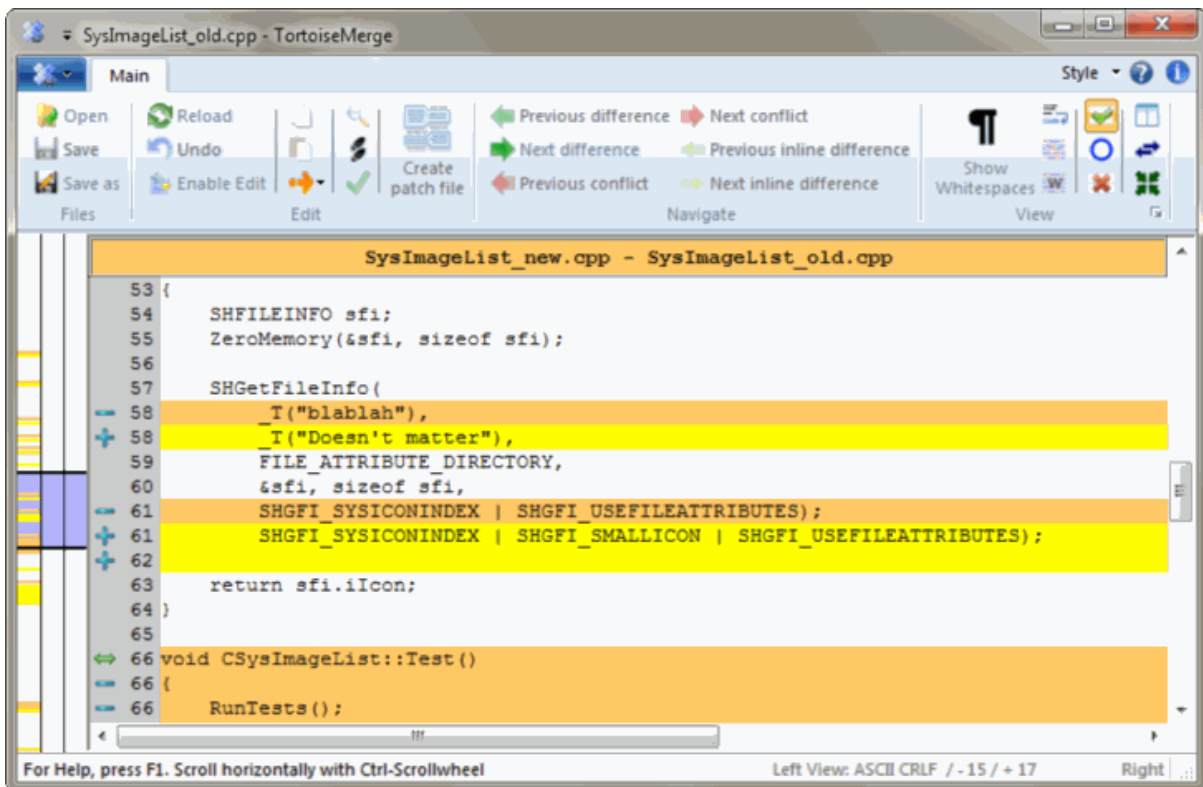 SysImageList_old.cpp - TortoiseMerge
Main
Style
Open
Save
Save as
Files
Reload
Undo
Enable Edit
Create
patch file
Edit
Previous difference
Next difference
Previous conflict
Next conflict
Previous inline difference
Next inline difference
Navigate
¶
Show
Whitespaces
W
View
SysImageList_new.cpp - SysImageList_old.cpp
53 {
54 SHFILEINFO sfi;
55 ZeroMemory(&sfi, sizeof sfi);
56
57 SHGetFileInfo(
58 _T("blablah"),
58 _T("Doesn't matter"),
59 FILE_ATTRIBUTE_DIRECTORY,
60 &sfi, sizeof sfi,
61 SHGFI_SYSICONINDEX | SHGFI_USEFILEATTRIBUTES);
61 SHGFI_SYSICONINDEX | SHGFI_SMALLICON | SHGFI_USEFILEATTRIBUTES);
62
63 return sfi.iIcon;
64 }
65
66 void CSysImageList::Test()
66 {
66 RunTests();
For Help, press F1. Scroll horizontally with Ctrl-Scrollwheel
Left View: ASCII CRLF / - 15 / + 17
Right